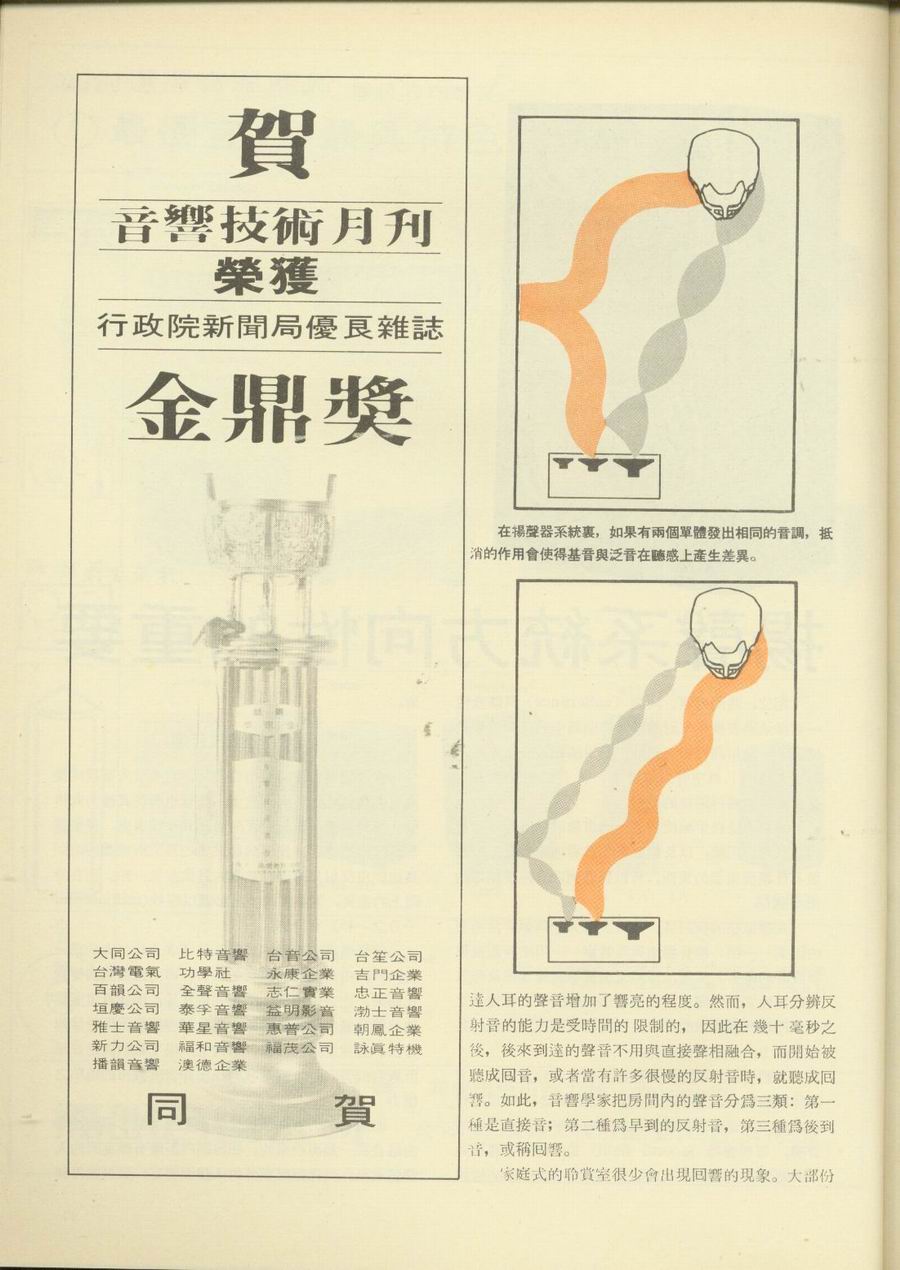 賀
音響技術月刊
榮獲
行政院新聞局優良雜誌
金鼎獎
大同公司 比特音響 台音公司 台笙公司
台灣電氣 功學社 永康企業 吉門企業
百韻公司 全聲音響 志仁實業 忠正音響
垣慶公司 泰孚音響 益明影音 渤士音響
雅士音響 華星音響 惠普公司 朝鳳企業
新力公司 福和音響 福茂公司 詠眞特機
播韻音響 澳德企業
同 賀
在揚聲器系統裏，如果有兩個單體發出相同的音調，抵
消的作用會使得基音與泛音在聽感上產生差異。
達人耳的聲音增加了響亮的程度。然而，人耳分辨反
射音的能力是受時間的限制的，因此在幾十毫秒之
後，後來到達的聲音不用與直接聲相融合，而開始被
聽成回音，或者當有許多很慢的反射音時，就聽成回
響。如此，音響學家把房間內的聲音分爲三類：第一
種是直接音；第二種爲早到的反射音，第三種爲後到
音，或稱回響。
家庭式的聆賞室很少會出現回響的現象。大部份